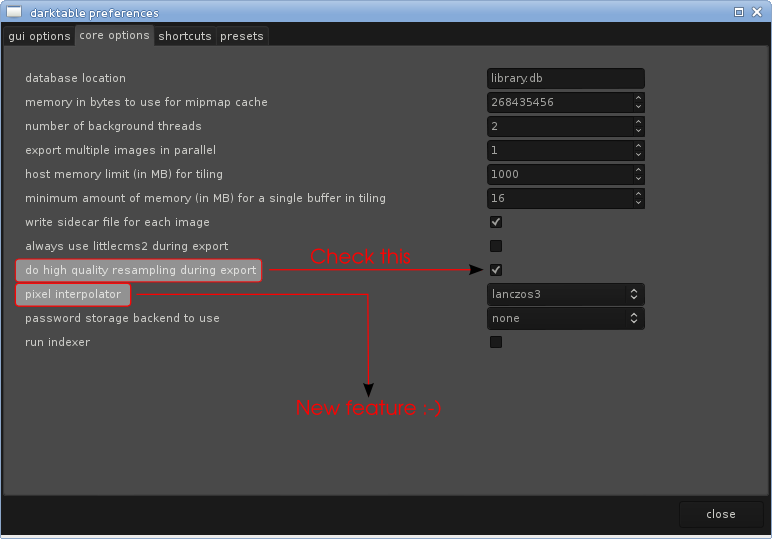 darktable preferences
gui options core options shortcuts presets
database location library.db
memory in bytes to use for mipmap cache 268435456
number of background threads 2
export multiple images in parallel 1
host memory limit (in MB) for tiling 1000
minimum amount of memory (in MB) for a single buffer in tiling 16
write sidecar file for each image
always use littlecms2 during export
Check this
do high quality resampling during export
pixel interpolator lanczos3
password storage backend to use none
run indexer
New feature :-)
close